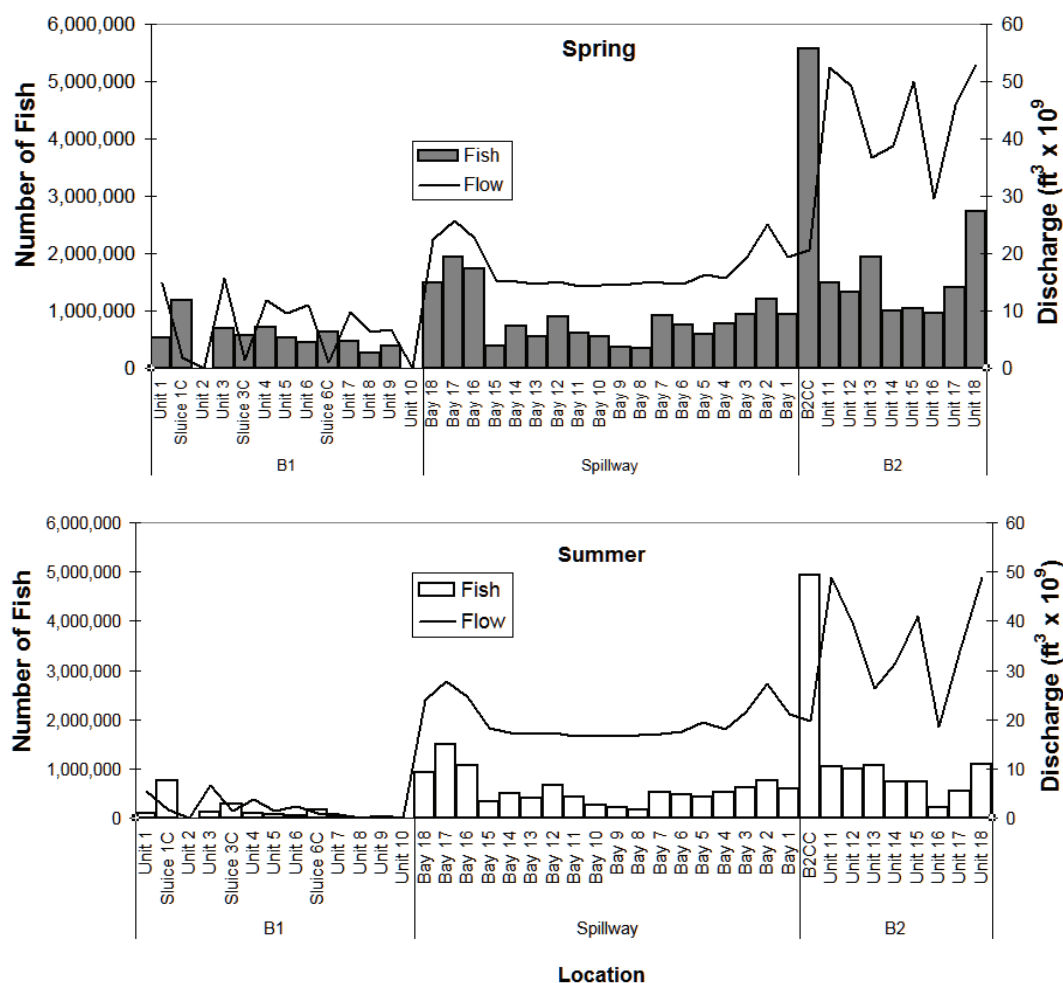 Spring
Number of Fish
6,000,000
5,000,000
4,000,000
3,000,000
2,000,000
1,000,000
0
Fish
Flow
60
50
40
30
20
10
0
Discharge (ft³ x 10⁹
Unit 1
Sluice 1C
Unit 2
Unit 3
Sluice 3C
Unit 4
Unit 5
Unit 6
Sluice 6C
Unit 7
Unit 8
Unit 9
Unit 10
Bay 18
Bay 17
Bay 16
Bay 15
Bay 14
Bay 13
Bay 12
Bay 11
Bay 10
Bay 9
Bay 8
Bay 7
Bay 6
Bay 5
Bay 4
Bay 3
Bay 2
Bay 1
B2CC
Unit 11
Unit 12
Unit 13
Unit 14
Unit 15
Unit 16
Unit 17
Unit 18
B1
Spillway
B2
Summer
Number of Fish
6,000,000
5,000,000
4,000,000
3,000,000
2,000,000
1,000,000
0
Fish
Flow
60
50
40
30
20
10
0
Discharge (ft³ x 10⁹)
Unit 1
Sluice 1C
Unit 2
Unit 3
Sluice 3C
Unit 4
Unit 5
Unit 6
Sluice 6C
Unit 7
Unit 8
Unit 9
Unit 10
Bay 18
Bay 17
Bay 16
Bay 15
Bay 14
Bay 13
Bay 12
Bay 11
Bay 10
Bay 9
Bay 8
Bay 7
Bay 6
Bay 5
Bay 4
Bay 3
Bay 2
Bay 1
B2CC
Unit 11
Unit 12
Unit 13
Unit 14
Unit 15
Unit 16
Unit 17
Unit 18
B1
Spillway
B2
Location